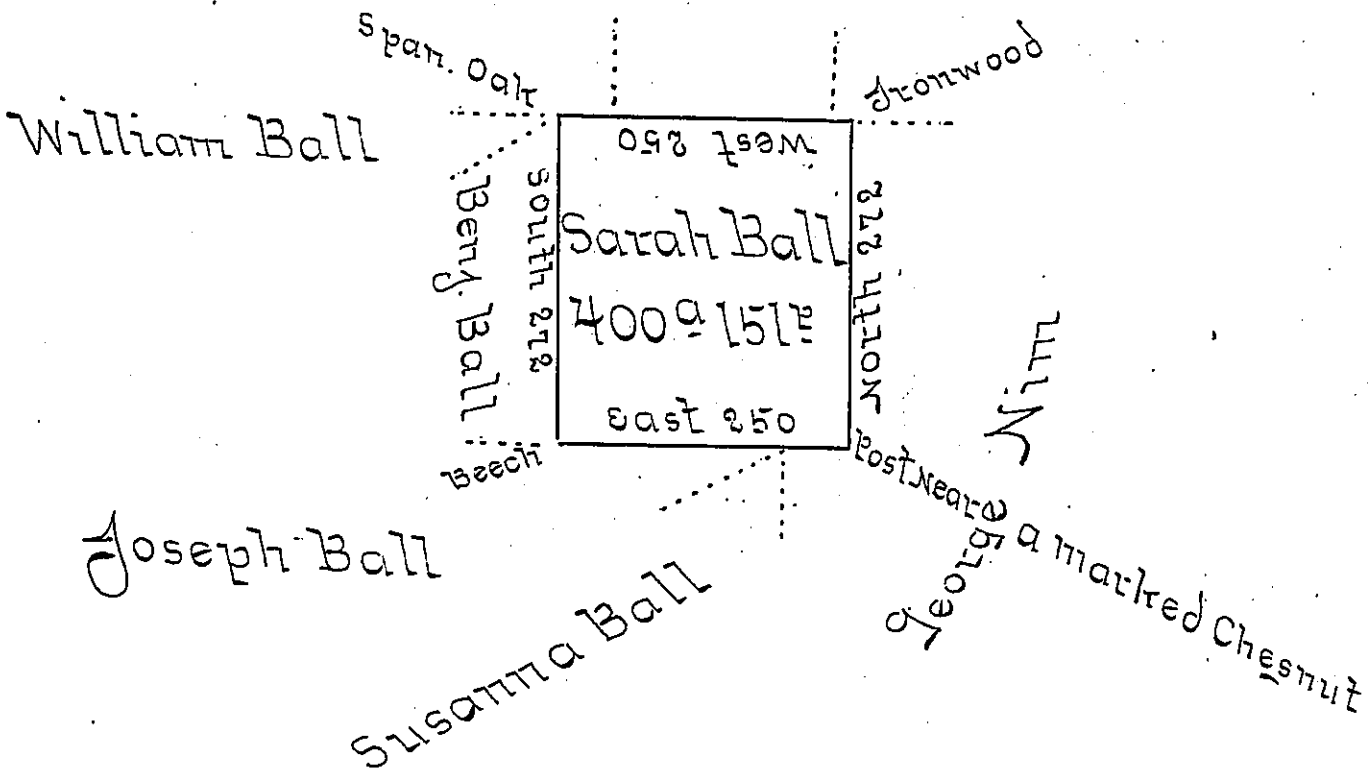 Span. Oak
Ironwood
William Ball
West 250
Benj. Ball
South 272
Sarah Ball
400a 151p
North 272
East 250
Beech
Post Near a marked Chesnut
George Nim
Joseph Ball
Susanna Ball